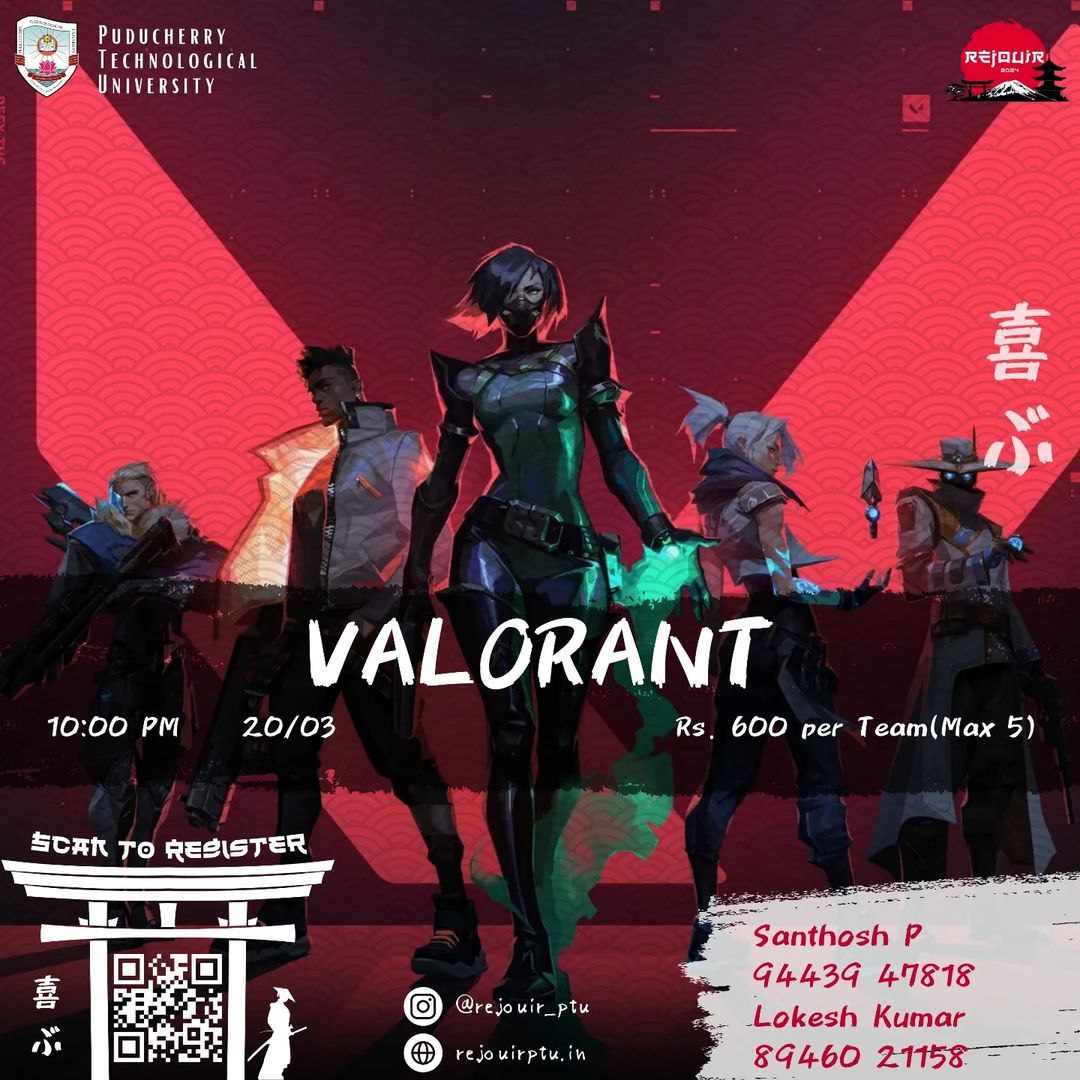 PUDUCHERRY
TECHNOLOGICAL
UNIVERSITY
REJOUIR
2024
喜
ぶ
VALORANT
10:00 PM 20/03 Rs. 600 per Team(Max 5)
SCAN TO REGISTER
喜
ぶ
@rejouir_ptu
rejouirptu.in
Santhosh P
94439 47818
Lokesh Kumar
89460 21158